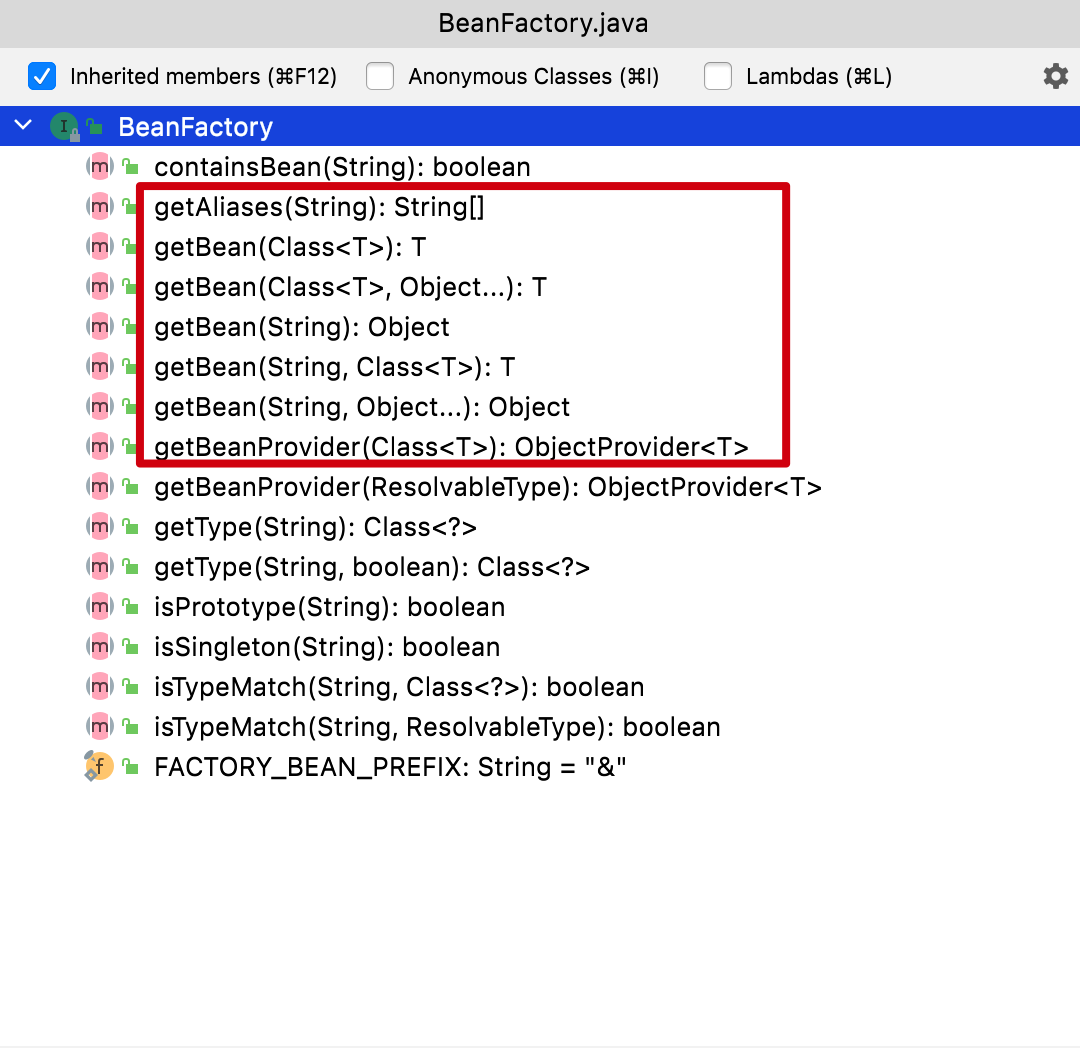 BeanFactory.java
Inherited members (⌘F12) Anonymous Classes (⌘I) Lambdas (⌘L)
I BeanFactory
m containsBean(String): boolean
m getAliases(String): String[]
m getBean(Class<T>): T
m getBean(Class<T>, Object...): T
m getBean(String): Object
m getBean(String, Class<T>): T
m getBean(String, Object...): Object
m getBeanProvider(Class<T>): ObjectProvider<T>
m getBeanProvider(ResolvableType): ObjectProvider<T>
m getType(String): Class<?>
m getType(String, boolean): Class<?>
m isPrototype(String): boolean
m isSingleton(String): boolean
m isTypeMatch(String, Class<?>): boolean
m isTypeMatch(String, ResolvableType): boolean
f FACTORY_BEAN_PREFIX: String = "&"